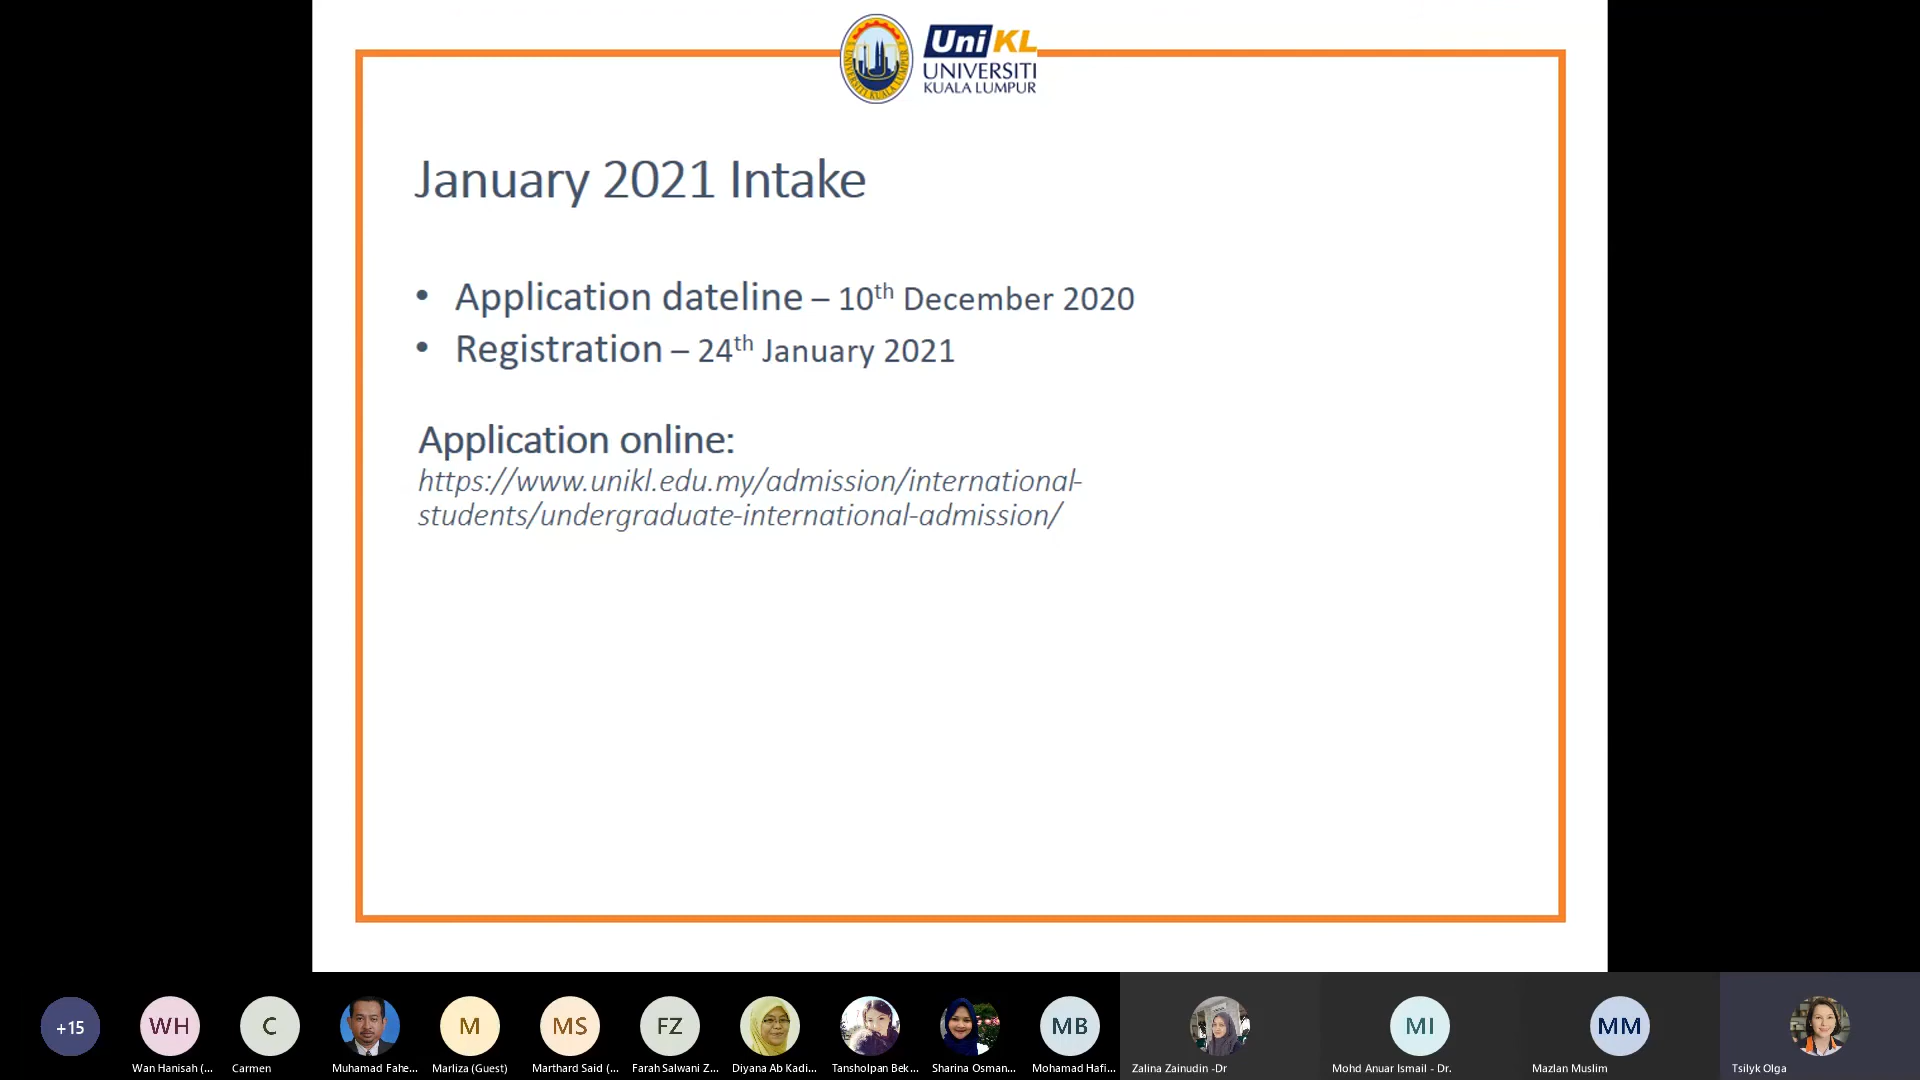 UniKL
UNIVERSITI
KUALA LUMPUR
January 2021 Intake
• Application dateline – 10th December 2020
• Registration – 24th January 2021
Application online:
https://www.unikl.edu.my/admission/international-
students/undergraduate-international-admission/
+15
WH
C
M
MS
FZ
MB
MI
MM
Wan Hanisah (...
Carmen
Muhamad Fahe...
Marliza (Guest)
Marthard Said (...
Farah Salwani Z...
Diyana Ab Kadi...
Tansholpan Bek...
Sharina Osman...
Mohamad Hafi...
Zalina Zainudin -Dr
Mohd Anuar Ismail - Dr.
Mazlan Muslim
Tsilyk Olga